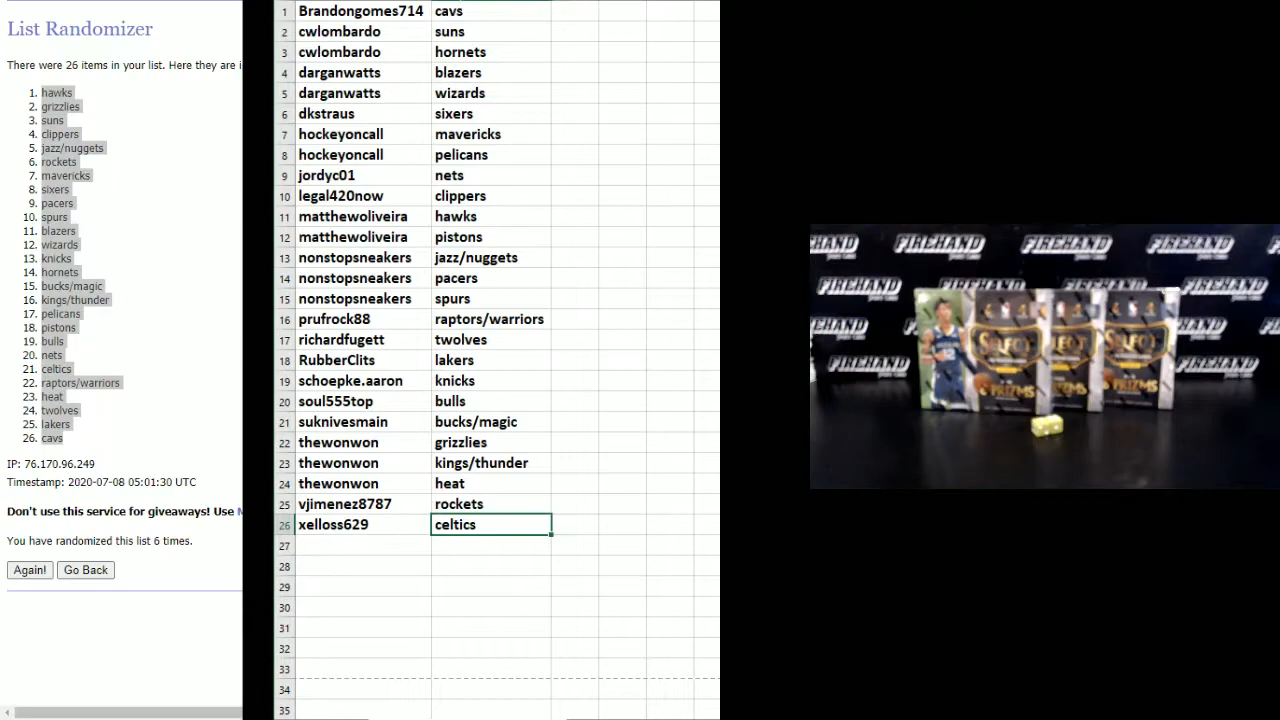 List Randomizer
There were 26 items in your list. Here they are i
1. hawks
2. grizzlies
3. suns
4. clippers
5. jazz/nuggets
6. rockets
7. mavericks
8. sixers
9. pacers
10. spurs
11. blazers
12. wizards
13. knicks
14. hornets
15. bucks/magic
16. kings/thunder
17. pelicans
18. pistons
19. bulls
20. nets
21. celtics
22. raptors/warriors
23. heat
24. twolves
25. lakers
26. cavs
IP: 76.170.96.249
Timestamp: 2020-07-08 05:01:30 UTC
Don't use this service for giveaways! Use
You have randomized this list 6 times.
Again! Go Back
1 Brandongomes714 cavs
2 cwlombardo suns
3 cwlombardo hornets
4 darganwatts blazers
5 darganwatts wizards
6 dkstraus sixers
7 hockeyoncall mavericks
8 hockeyoncall pelicans
9 jordyc01 nets
10 legal420now clippers
11 matthewoliveira hawks
12 matthewoliveira pistons
13 nonstopsneakers jazz/nuggets
14 nonstopsneakers pacers
15 nonstopsneakers spurs
16 prufrock88 raptors/warriors
17 richardfugett twolves
18 RubberClits lakers
19 schoepke.aaron knicks
20 soul555top bulls
21 suknivesmain bucks/magic
22 thewonwon grizzlies
23 thewonwon kings/thunder
24 thewonwon heat
25 vjimenez8787 rockets
26 xelloss629 celtics
27
28
29
30
31
32
33
34
35
FIREHAND FIREHAND FIREHAND
FIREHAND FIREHAND
FIREHAND FIREHAND
FIREHAND FIREHAND
SELECT SELECT SELECT
PRIZMS PRIZMS PRIZMS